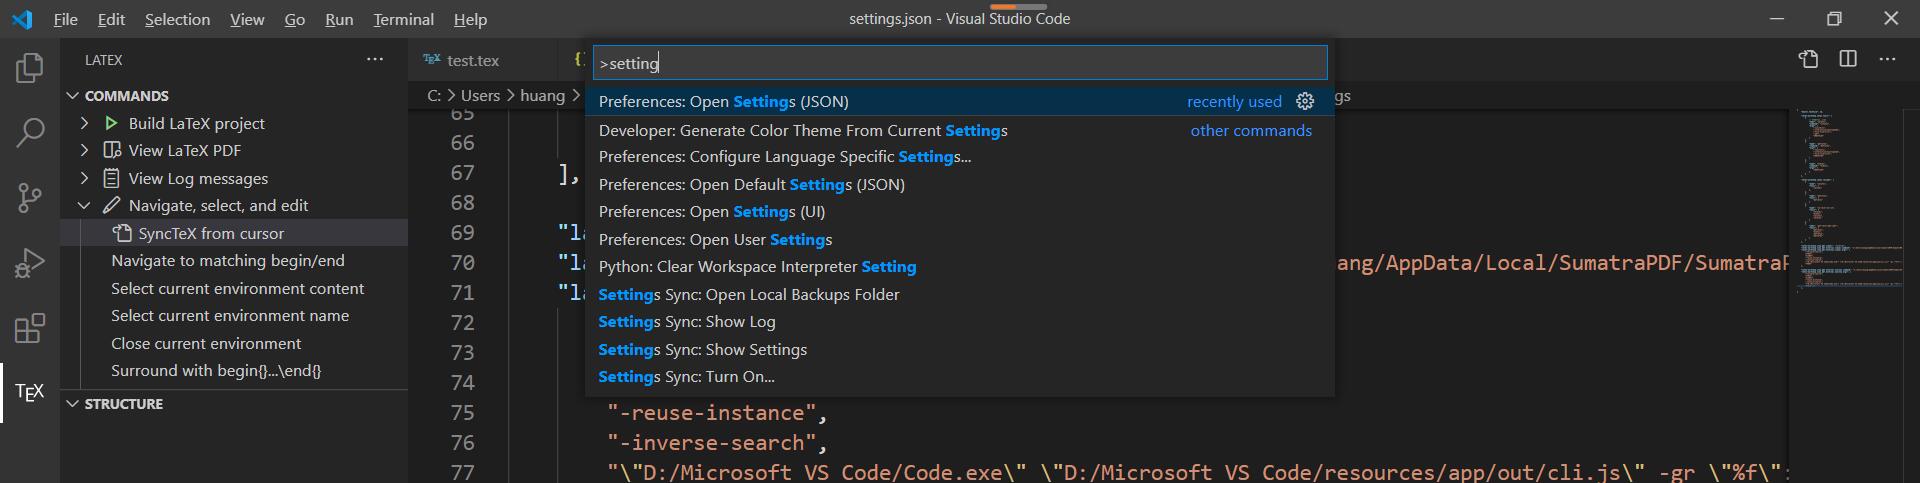 File Edit Selection View Go Run Terminal Help settings.json - Visual Studio Code
LATEX
COMMANDS
Build LaTeX project
View LaTeX PDF
View Log messages
Navigate, select, and edit
SyncTeX from cursor
Navigate to matching begin/end
Select current environment content
Select current environment name
Close current environment
Surround with begin{}...\end{}
STRUCTURE
TEX
TEX test.tex {}
C: > Users > huang >
>setting
Preferences: Open Settings (JSON) recently used
Developer: Generate Color Theme From Current Settings other commands
Preferences: Configure Language Specific Settings...
Preferences: Open Default Settings (JSON)
Preferences: Open Settings (UI)
Preferences: Open User Settings
Python: Clear Workspace Interpreter Setting
Settings Sync: Open Local Backups Folder
Settings Sync: Show Log
Settings Sync: Show Settings
Settings Sync: Turn On...
65
66
67 ],
68
69 "la
70 "la ang/AppData/Local/SumatraPDF/SumatraP
71 "la
72
73
74
75 "-reuse-instance",
76 "-inverse-search",
77 "\"D:/Microsoft VS Code/Code.exe\" \"D:/Microsoft VS Code/resources/app/out/cli.js\" -gr \"%f\":